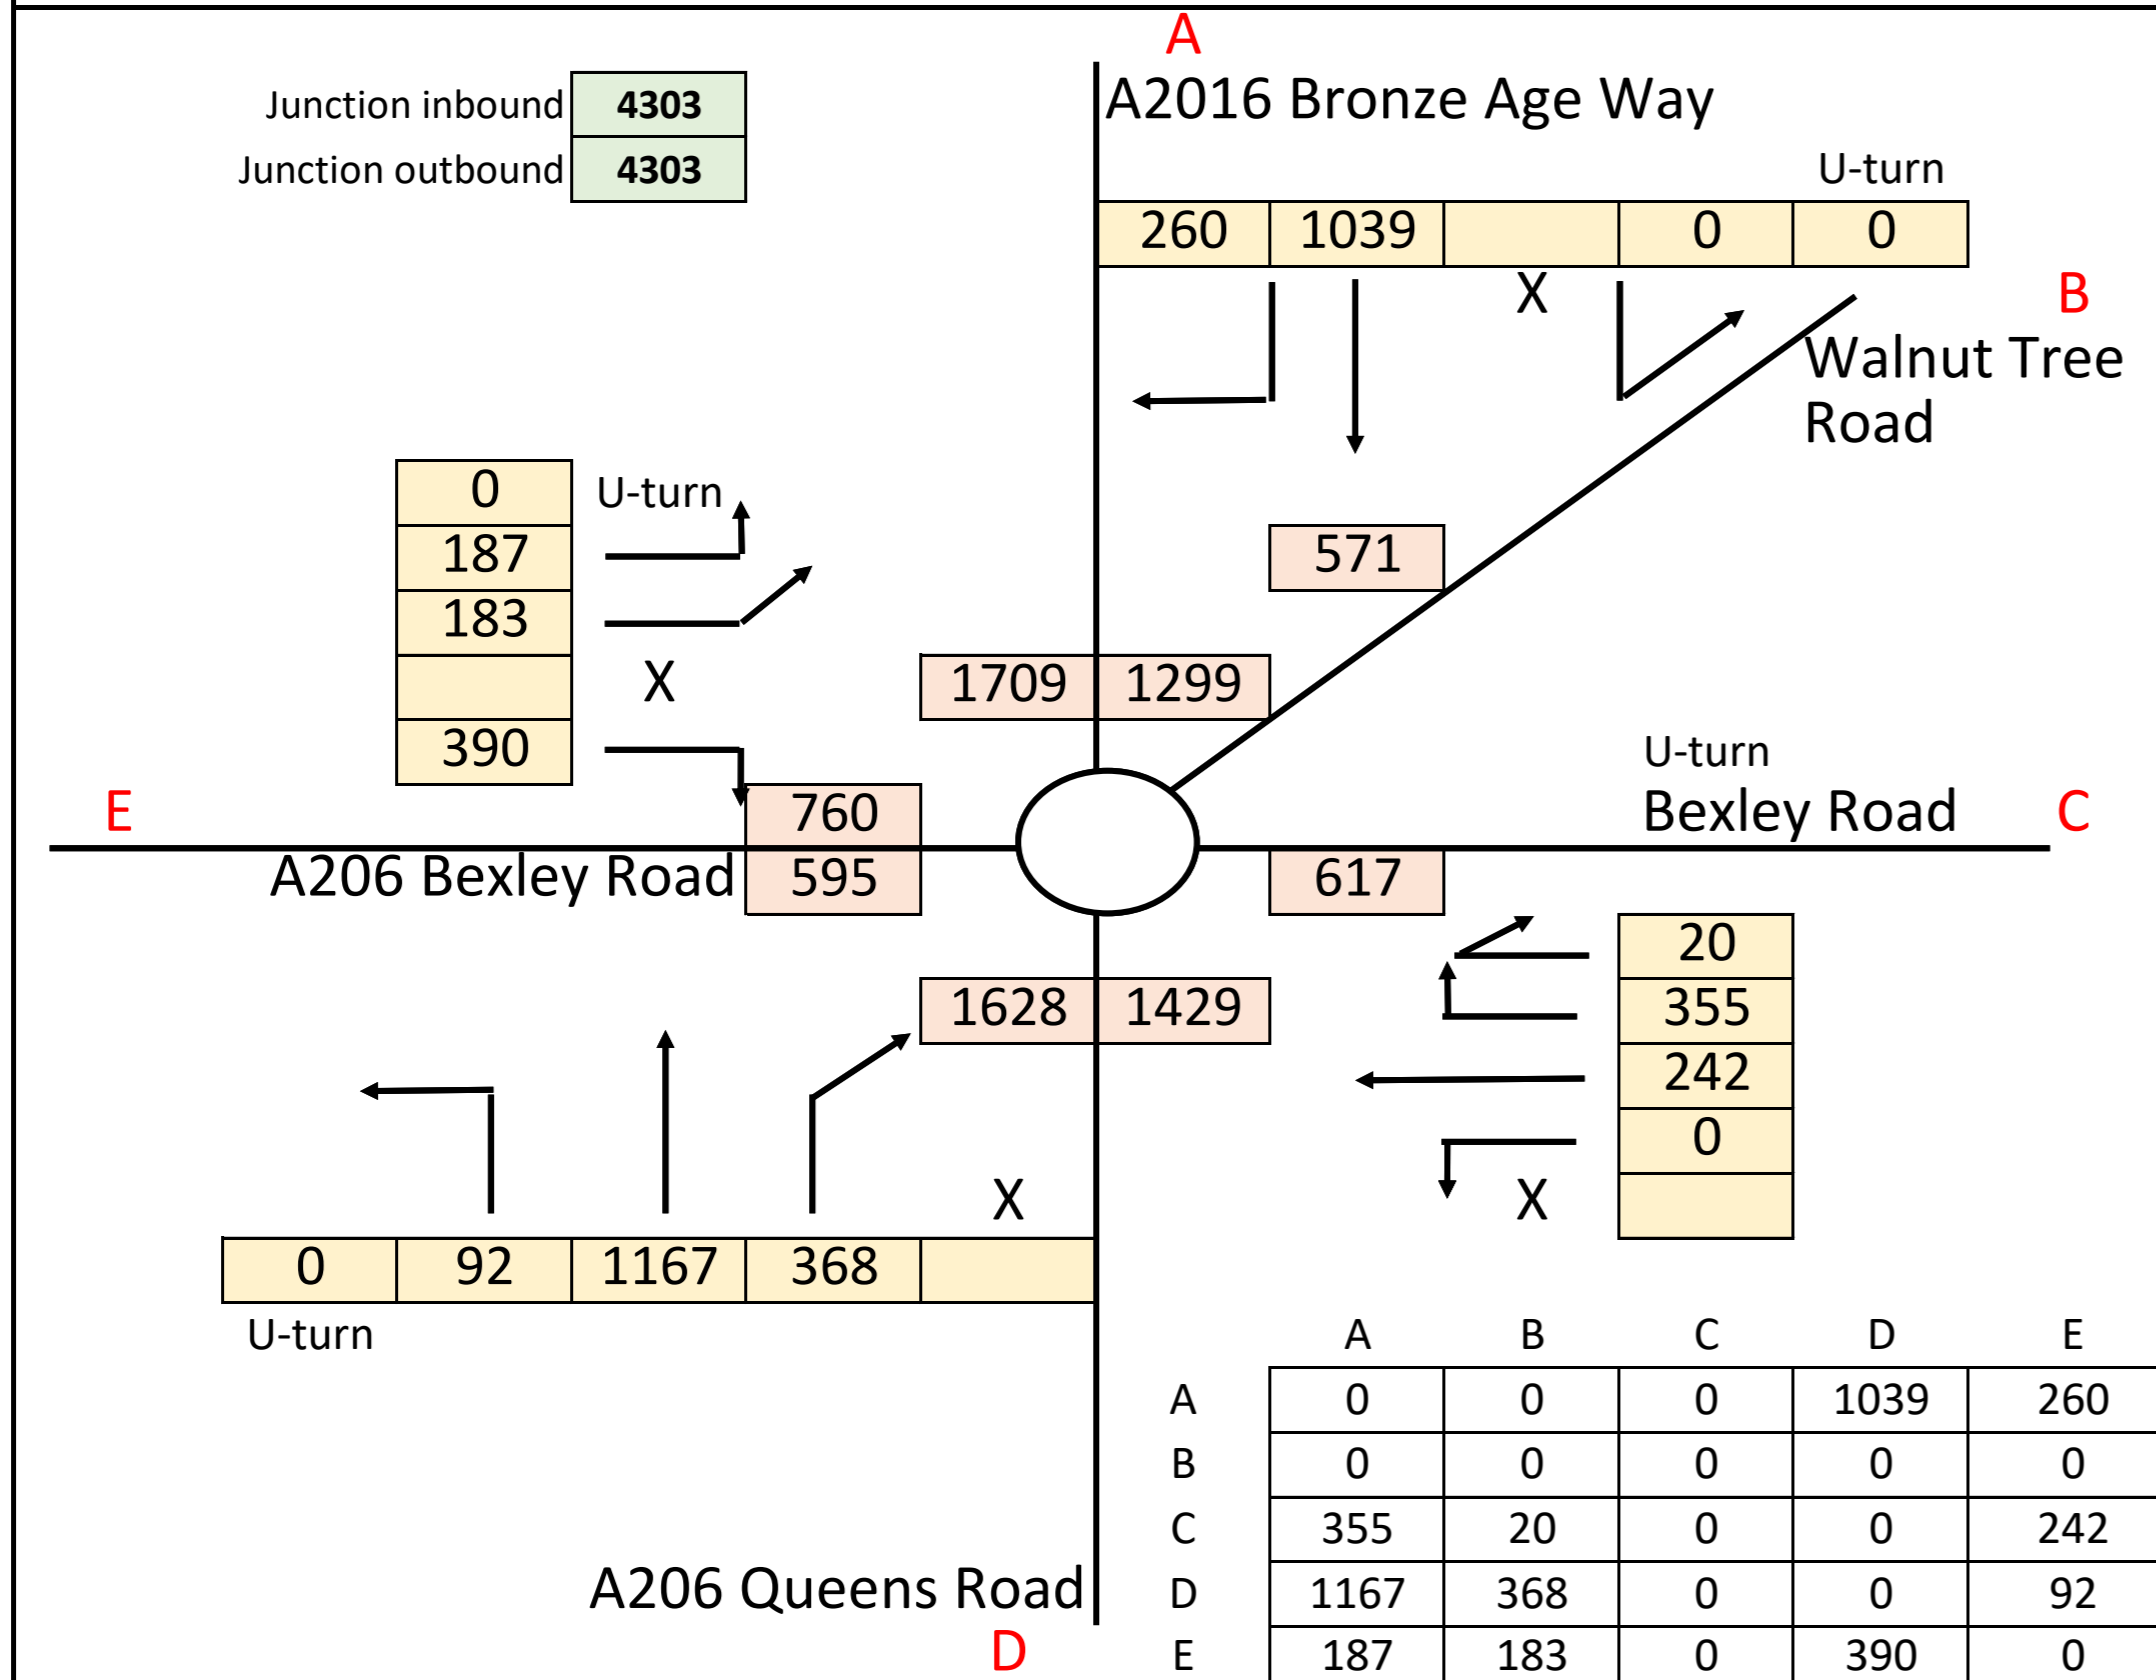 A
Junction inbound 4303
A2016 Bronze Age Way
Junction outbound 4303
U-turn
260 1039 0 0
X
B
Walnut Tree
Road
0 U-turn
187
571
183
X
1709 1299
390
U-turn
E
760
Bexley Road C
A206 Bexley Road 595
617
20
1628 1429
355
242
0
X
X
0 92 1167 368
U-turn
A B C D E
A 0 0 0 1039 260
B 0 0 0 0 0
C 355 20 0 0 242
A206 Queens Road
D 1167 368 0 0 92
D
E 187 183 0 390 0